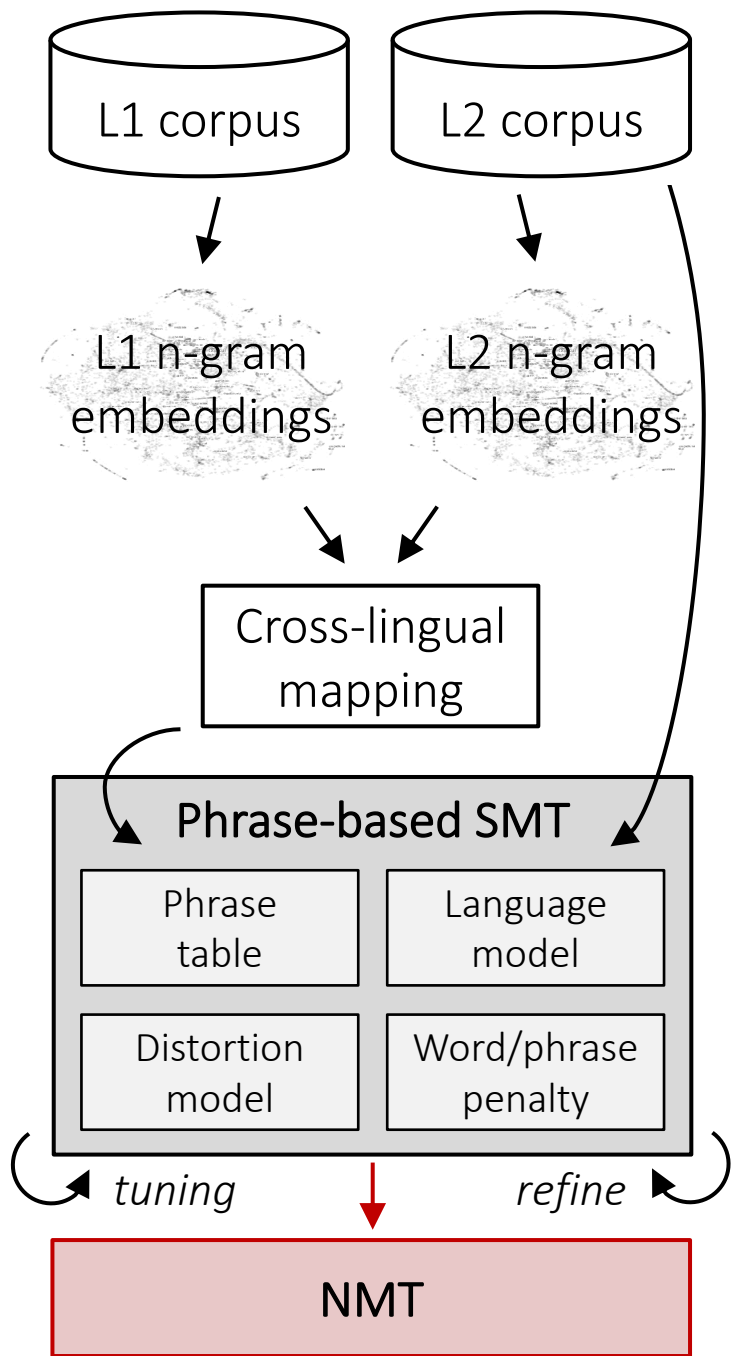 L1 corpus
L2 corpus
L1 n-gram
embeddings
L2 n-gram
embeddings
Cross-lingual
mapping
Phrase-based SMT
Phrase
table
Language
model
Distortion
model
Word/phrase
penalty
tuning
refine
NMT